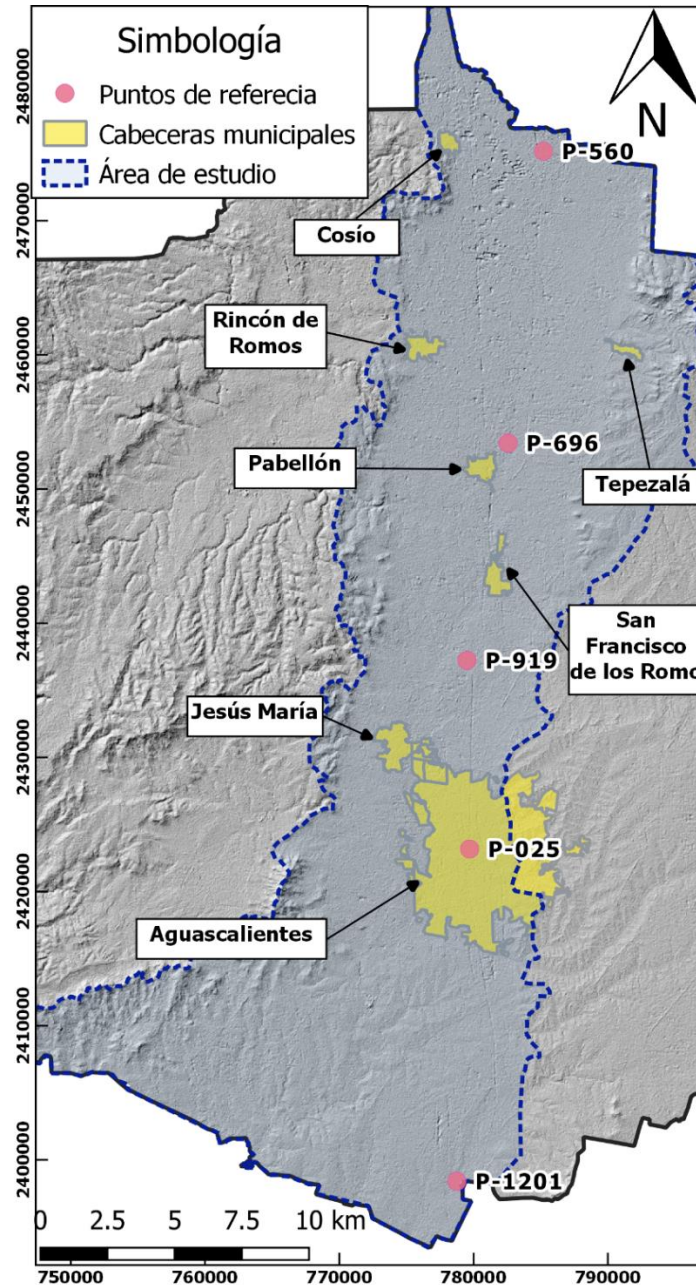 Simbología
Puntos de referecia
Cabeceras municipales
Área de estudio
N
P-560
Cosío
Rincón de
Romos
P-696
Pabellón
Tepezalá
San
Francisco
de los Romo
P-919
Jesús María
P-025
Aguascalientes
P-1201
0 2.5 5 7.5 10 km
2480000
2470000
2460000
2450000
2440000
2430000
2420000
2410000
2400000
750000 760000 770000 780000 790000